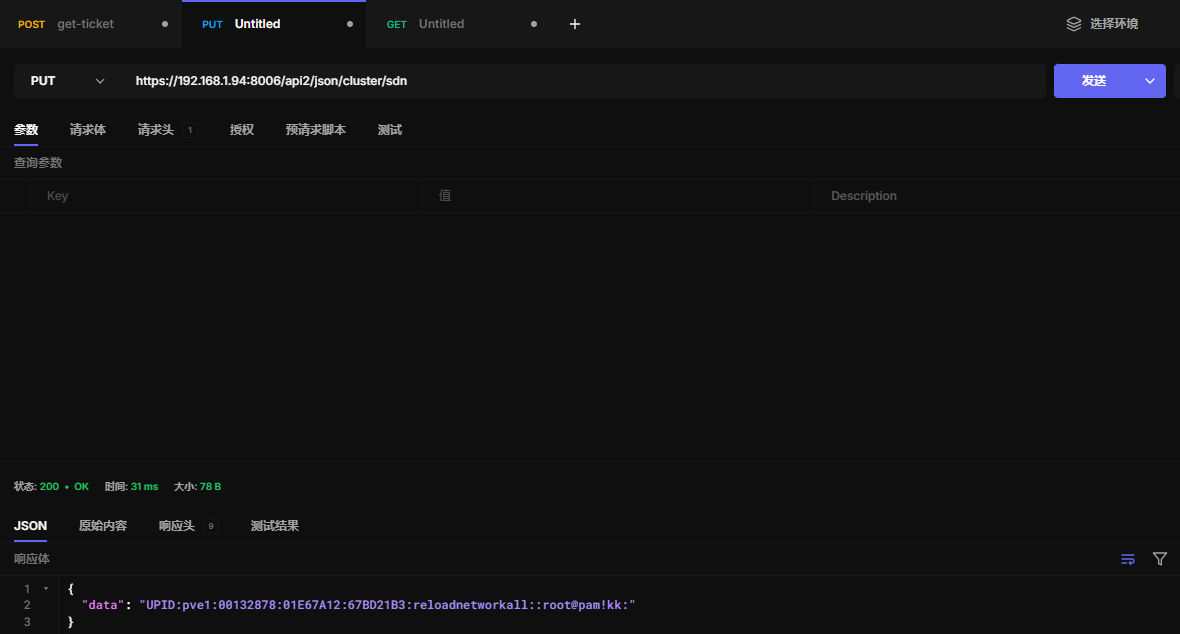 POST get-ticket PUT Untitled GET Untitled 选择环境
PUT https://192.168.1.94:8006/api2/json/cluster/sdn 发送
参数 请求体 请求头 1 授权 预请求脚本 测试
查询参数
Key 值 Description
状态: 200 • OK 时间: 31 ms 大小: 78 B
JSON 原始内容 响应头 9 测试结果
响应体
1 {
2 "data": "UPID:pve1:00132878:01E67A12:67BD21B3:reloadnetworkall::root@pam!kk:"
3 }